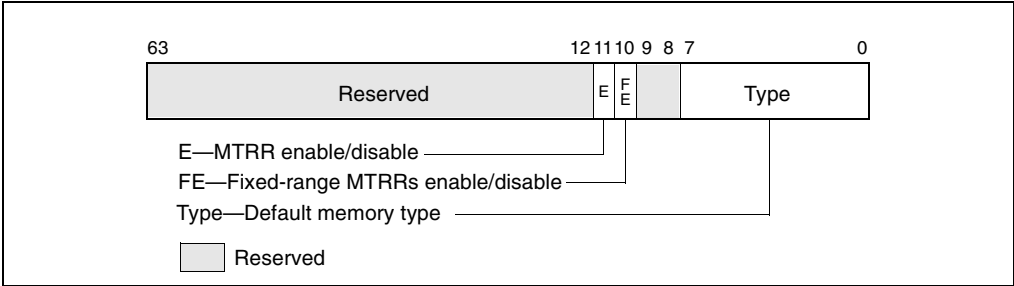 63 12 11 10 9 8 7 0
Reserved E FE Type
E—MTRR enable/disable
FE—Fixed-range MTRRs enable/disable
Type—Default memory type
Reserved